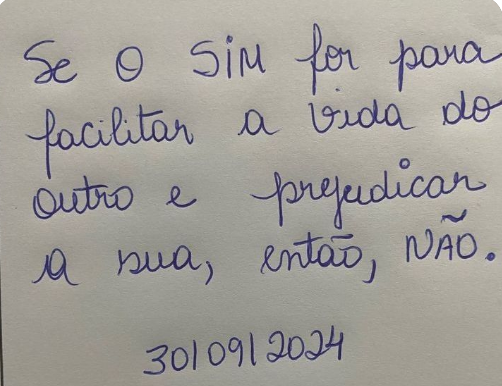 Se o SIM for para
facilitar a vida do
outro e prejudicar
a sua, então, NÃO.
30/09/2024